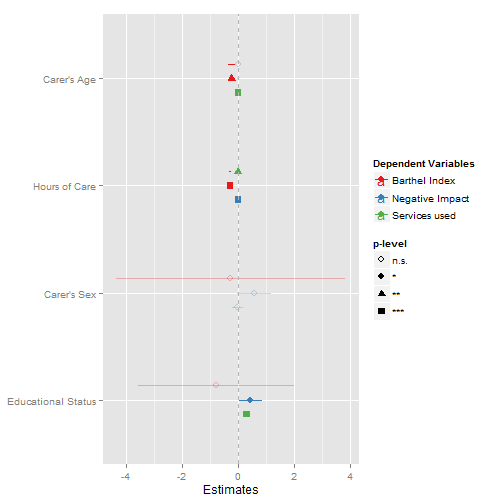 Carer's Age
Hours of Care
Carer's Sex
Educational Status
-4
-2
0
2
4
Estimates
Dependent Variables
Barthel Index
Negative Impact
Services used
p-level
n.s.
*
**
***